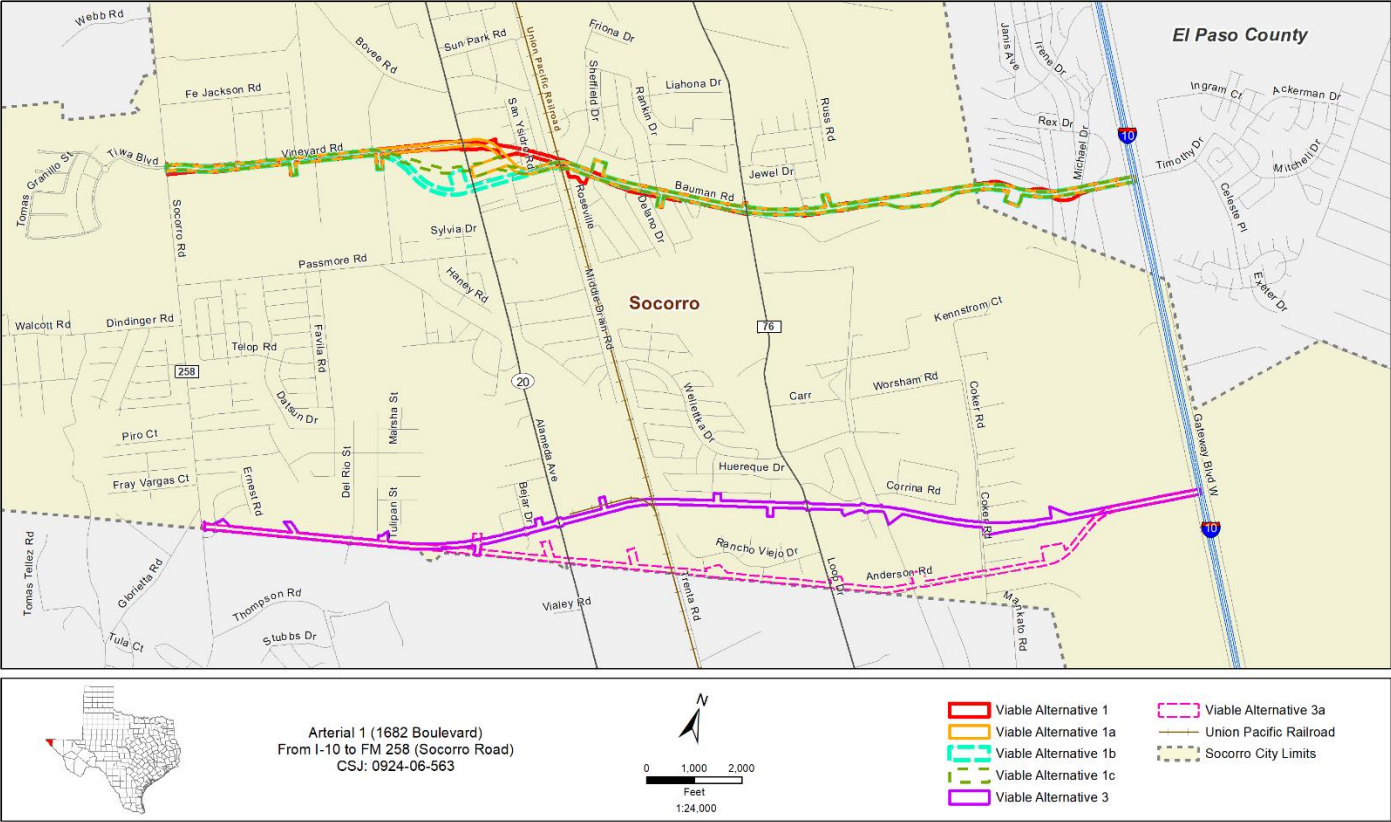 Webb Rd
Bovee Rd
Sun Park Rd
Union Pacific Railroad
Friona Dr
Sheffield Dr
Rankin Dr
Liahona Dr
Janis Ave
Irene Dr
El Paso County
Fe Jackson Rd
San Ysidro Rd
Russ Rd
Rex Dr
Michael Dr
10
Ingram Ct
Ackerman Dr
Timothy Dr
Mitchell Dr
Tomas Granillo St
Tiwa Blvd
Vineyard Rd
Jewel Dr
Bauman Rd
Roseville
Delano Dr
Celeste Pl
Exeter Dr
Socorro Rd
Sylvia Dr
Passmore Rd
Haney Rd
Middle Drain Rd
Socorro
Walcott Rd
Dindinger Rd
Favila Rd
Telop Rd
258
Datsun Dr
20
76
Kennstrom Ct
Worsham Rd
Carr
Coker Rd
Piro Ct
Marsha St
Alameda Ave
Wellettka Dr
Gateway Blvd W
Fray Vargas Ct
Ernest Rd
Del Rio St
Tulipan St
Bejar Dr
Huereque Dr
Corrina Rd
Coker Rd
10
Tomas Tellez Rd
Glorietta Rd
Rancho Viejo Dr
Loop Dr
Anderson Rd
Trenta Rd
Mankato Rd
Thompson Rd
Vialey Rd
Stubbs Dr
Tula Ct
Arterial 1 (1682 Boulevard)
From I-10 to FM 258 (Socorro Road)
CSJ: 0924-06-563
N
0 1,000 2,000
Feet
1:24,000
Viable Alternative 1
Viable Alternative 1a
Viable Alternative 1b
Viable Alternative 1c
Viable Alternative 3
Viable Alternative 3a
Union Pacific Railroad
Socorro City Limits